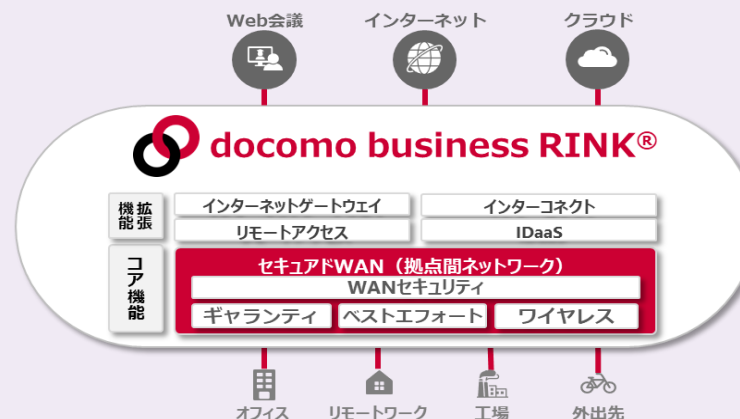 Web会議 インターネット クラウド
docomo business RINK®
拡張機能
インターネットゲートウェイ インターコネクト
リモートアクセス IDaaS
コア機能
セキュアドWAN（拠点間ネットワーク）
WANセキュリティ
ギャランティ ベストエフォート ワイヤレス
オフィス リモートワーク 工場 外出先